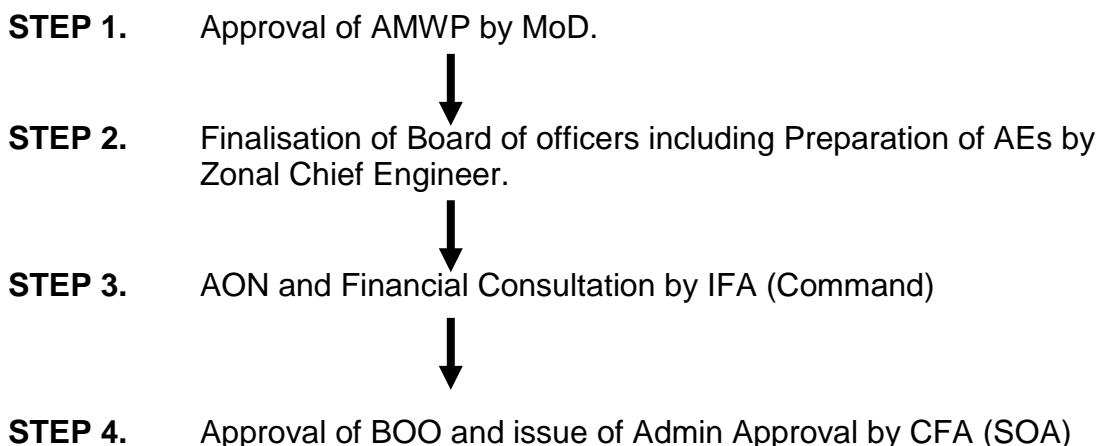 STEP 1. Approval of AMWP by MoD.
STEP 2. Finalisation of Board of officers including Preparation of AEs by
Zonal Chief Engineer.
STEP 3. AON and Financial Consultation by IFA (Command)
STEP 4. Approval of BOO and issue of Admin Approval by CFA (SOA)